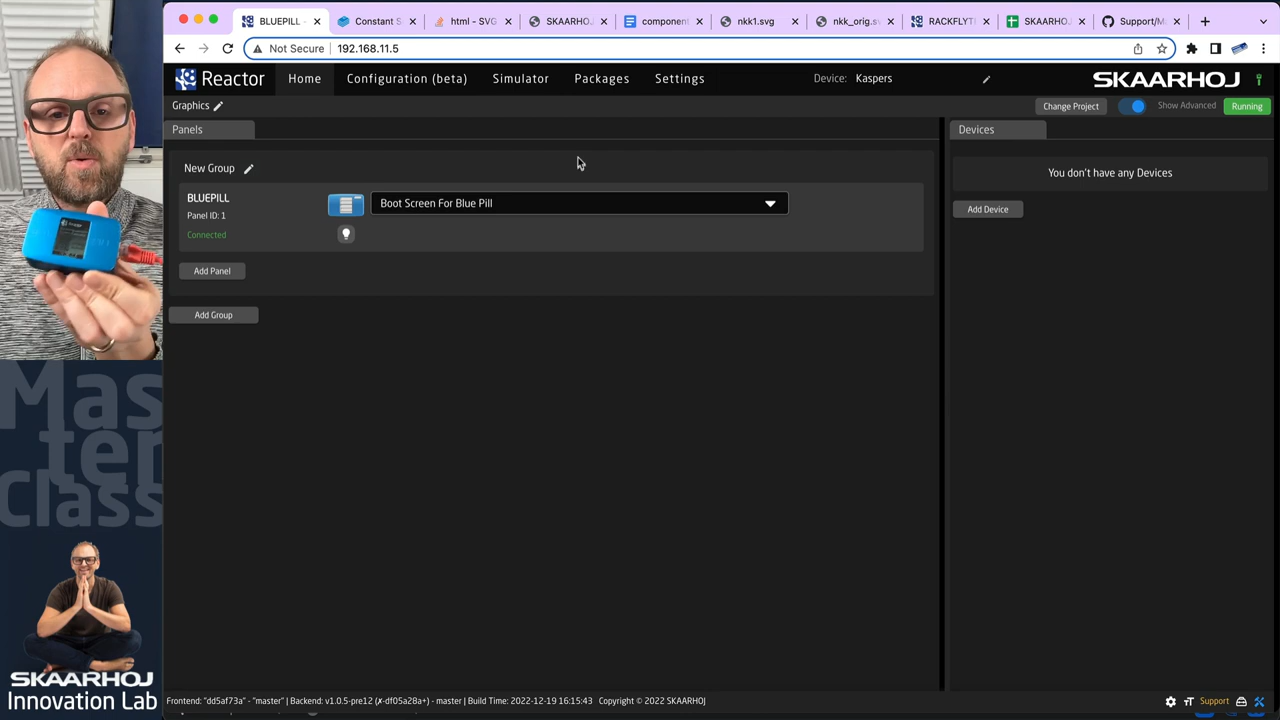 BLUEPILL -
Constant S
html - SVG
SKAARHOJ
component
nkk1.svg
nkk_orig.sv
RACKFLYT
SKAARHOJ
Support/M
Not Secure
192.168.11.5
Reactor
Home
Configuration (beta)
Simulator
Packages
Settings
Device: Kaspers
SKAARHOJ
Graphics
Change Project
Show Advanced
Running
Panels
Devices
New Group
You don't have any Devices
BLUEPILL
Boot Screen For Blue Pill
Add Device
Panel ID: 1
Connected
Add Panel
Add Group
Mas
ter
Class
SKAARHOJ
Innovation Lab
Frontend: "dd5af73a" - "master" | Backend: v1.0.5-pre12 (✗-df05a28a+) - master | Build Time: 2022-12-19 16:15:43 Copyright © 2022 SKAARHOJ
Support